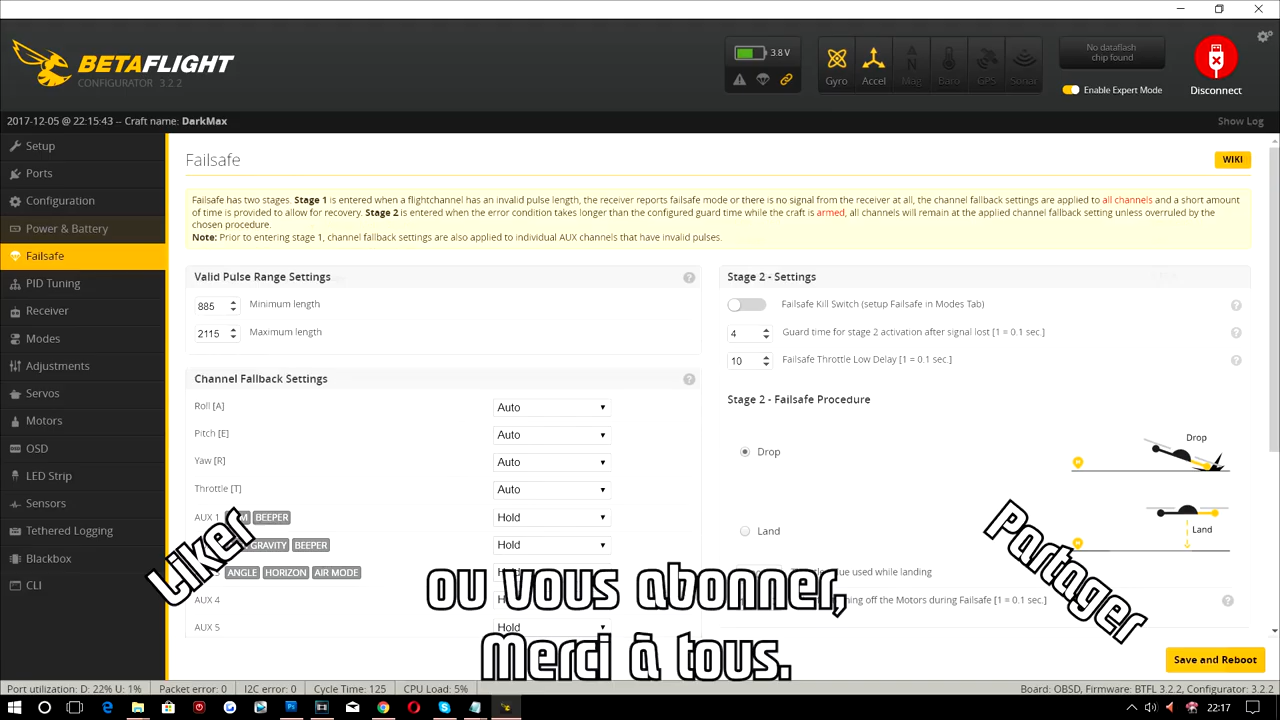 BETAFLIGHT
CONFIGURATOR 3.2.2
3.8 V
Gyro
Accel
Mag
Baro
GPS
Sonar
No dataflash
chip found
Enable Expert Mode
Disconnect
2017-12-05 @ 22:15:43 -- Craft name: DarkMax
Show Log
Setup
Ports
Configuration
Power & Battery
Failsafe
PID Tuning
Receiver
Modes
Adjustments
Servos
Motors
OSD
LED Strip
Sensors
Tethered Logging
Blackbox
CLI
Failsafe
WIKI
Failsafe has two stages. Stage 1 is entered when a flightchannel has an invalid pulse length, the receiver reports failsafe mode or there is no signal from the receiver at all, the channel fallback settings are applied to all channels and a short amount
of time is provided to allow for recovery. Stage 2 is entered when the error condition takes longer than the configured guard time while the craft is armed, all channels will remain at the applied channel fallback setting unless overruled by the
chosen procedure.
Note: Prior to entering stage 1, channel fallback settings are also applied to individual AUX channels that have invalid pulses.
Valid Pulse Range Settings
885 Minimum length
2115 Maximum length
Channel Fallback Settings
Roll [A] Auto
Pitch [E] Auto
Yaw [R] Auto
Throttle [T] Auto
AUX 1 BEEPER Hold
GRAVITY BEEPER Hold
ANGLE HORIZON AIR MODE
AUX 4
AUX 5 Hold
Stage 2 - Settings
Failsafe Kill Switch (setup Failsafe in Modes Tab)
4 Guard time for stage 2 activation after signal lost [1 = 0.1 sec.]
10 Failsafe Throttle Low Delay [1 = 0.1 sec.]
Stage 2 - Failsafe Procedure
Drop
Drop
Land
Land
used while landing
off the Motors during Failsafe [1 = 0.1 sec.]
Liker
Partager
ou vous abonner,
Merci à tous.
Save and Reboot
Port utilization: D: 22% U: 1%
Packet error: 0
I2C error: 0
Cycle Time: 125
CPU Load: 5%
Board: OBSD, Firmware: BTFL 3.2.2, Configurator: 3.2.2
22:17